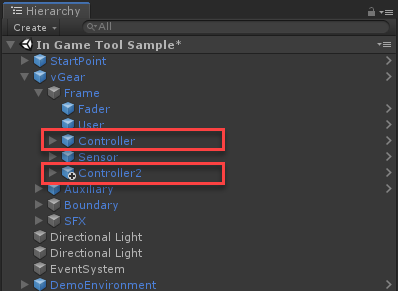 Hierarchy
Create All
In Game Tool Sample*
StartPoint
vGear
Frame
Fader
User
Controller
Sensor
Controller2
Auxiliary
Boundary
SFX
Directional Light
Directional Light
EventSystem
DemoEnvironment